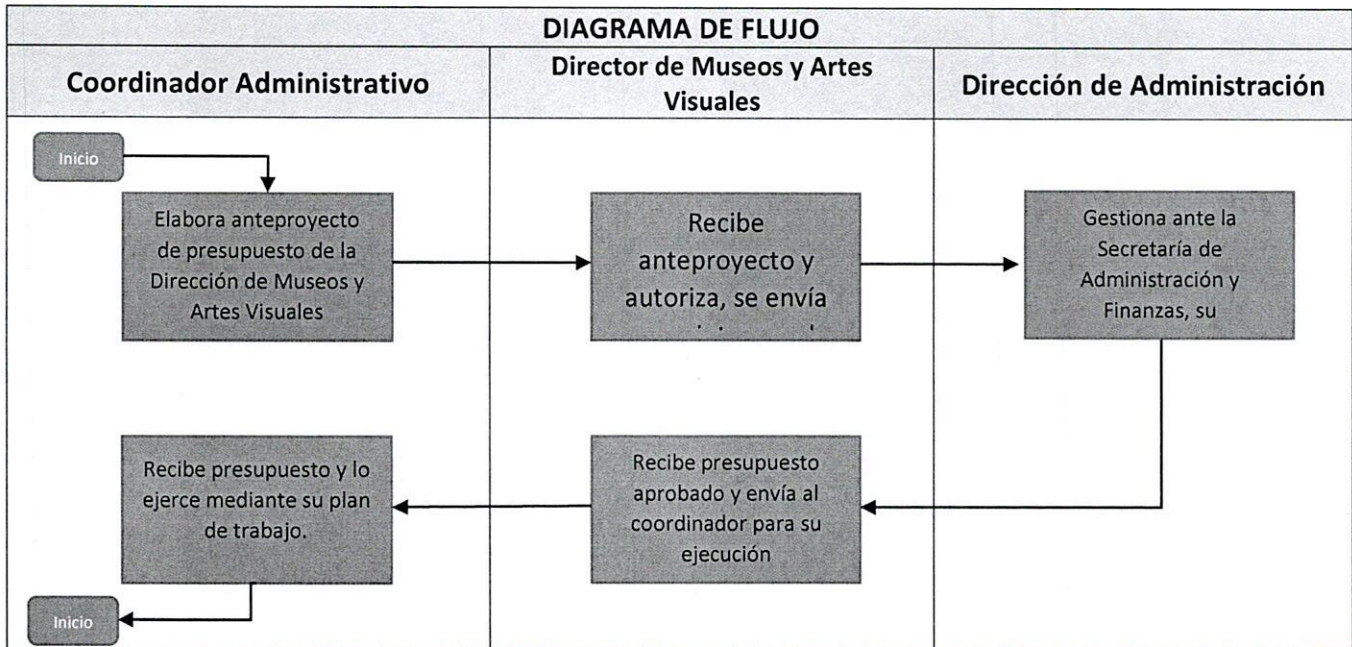 DIAGRAMA DE FLUJO
Coordinador Administrativo
Director de Museos y Artes
Visuales
Dirección de Administración
Inicio
Elabora anteproyecto
de presupuesto de la
Dirección de Museos y
Artes Visuales
Recibe
anteproyecto y
autoriza, se envía
Gestiona ante la
Secretaría de
Administración y
Finanzas, su
Recibe presupuesto
aprobado y envía al
coordinador para su
ejecución
Recibe presupuesto y lo
ejerce mediante su plan
de trabajo.
Inicio